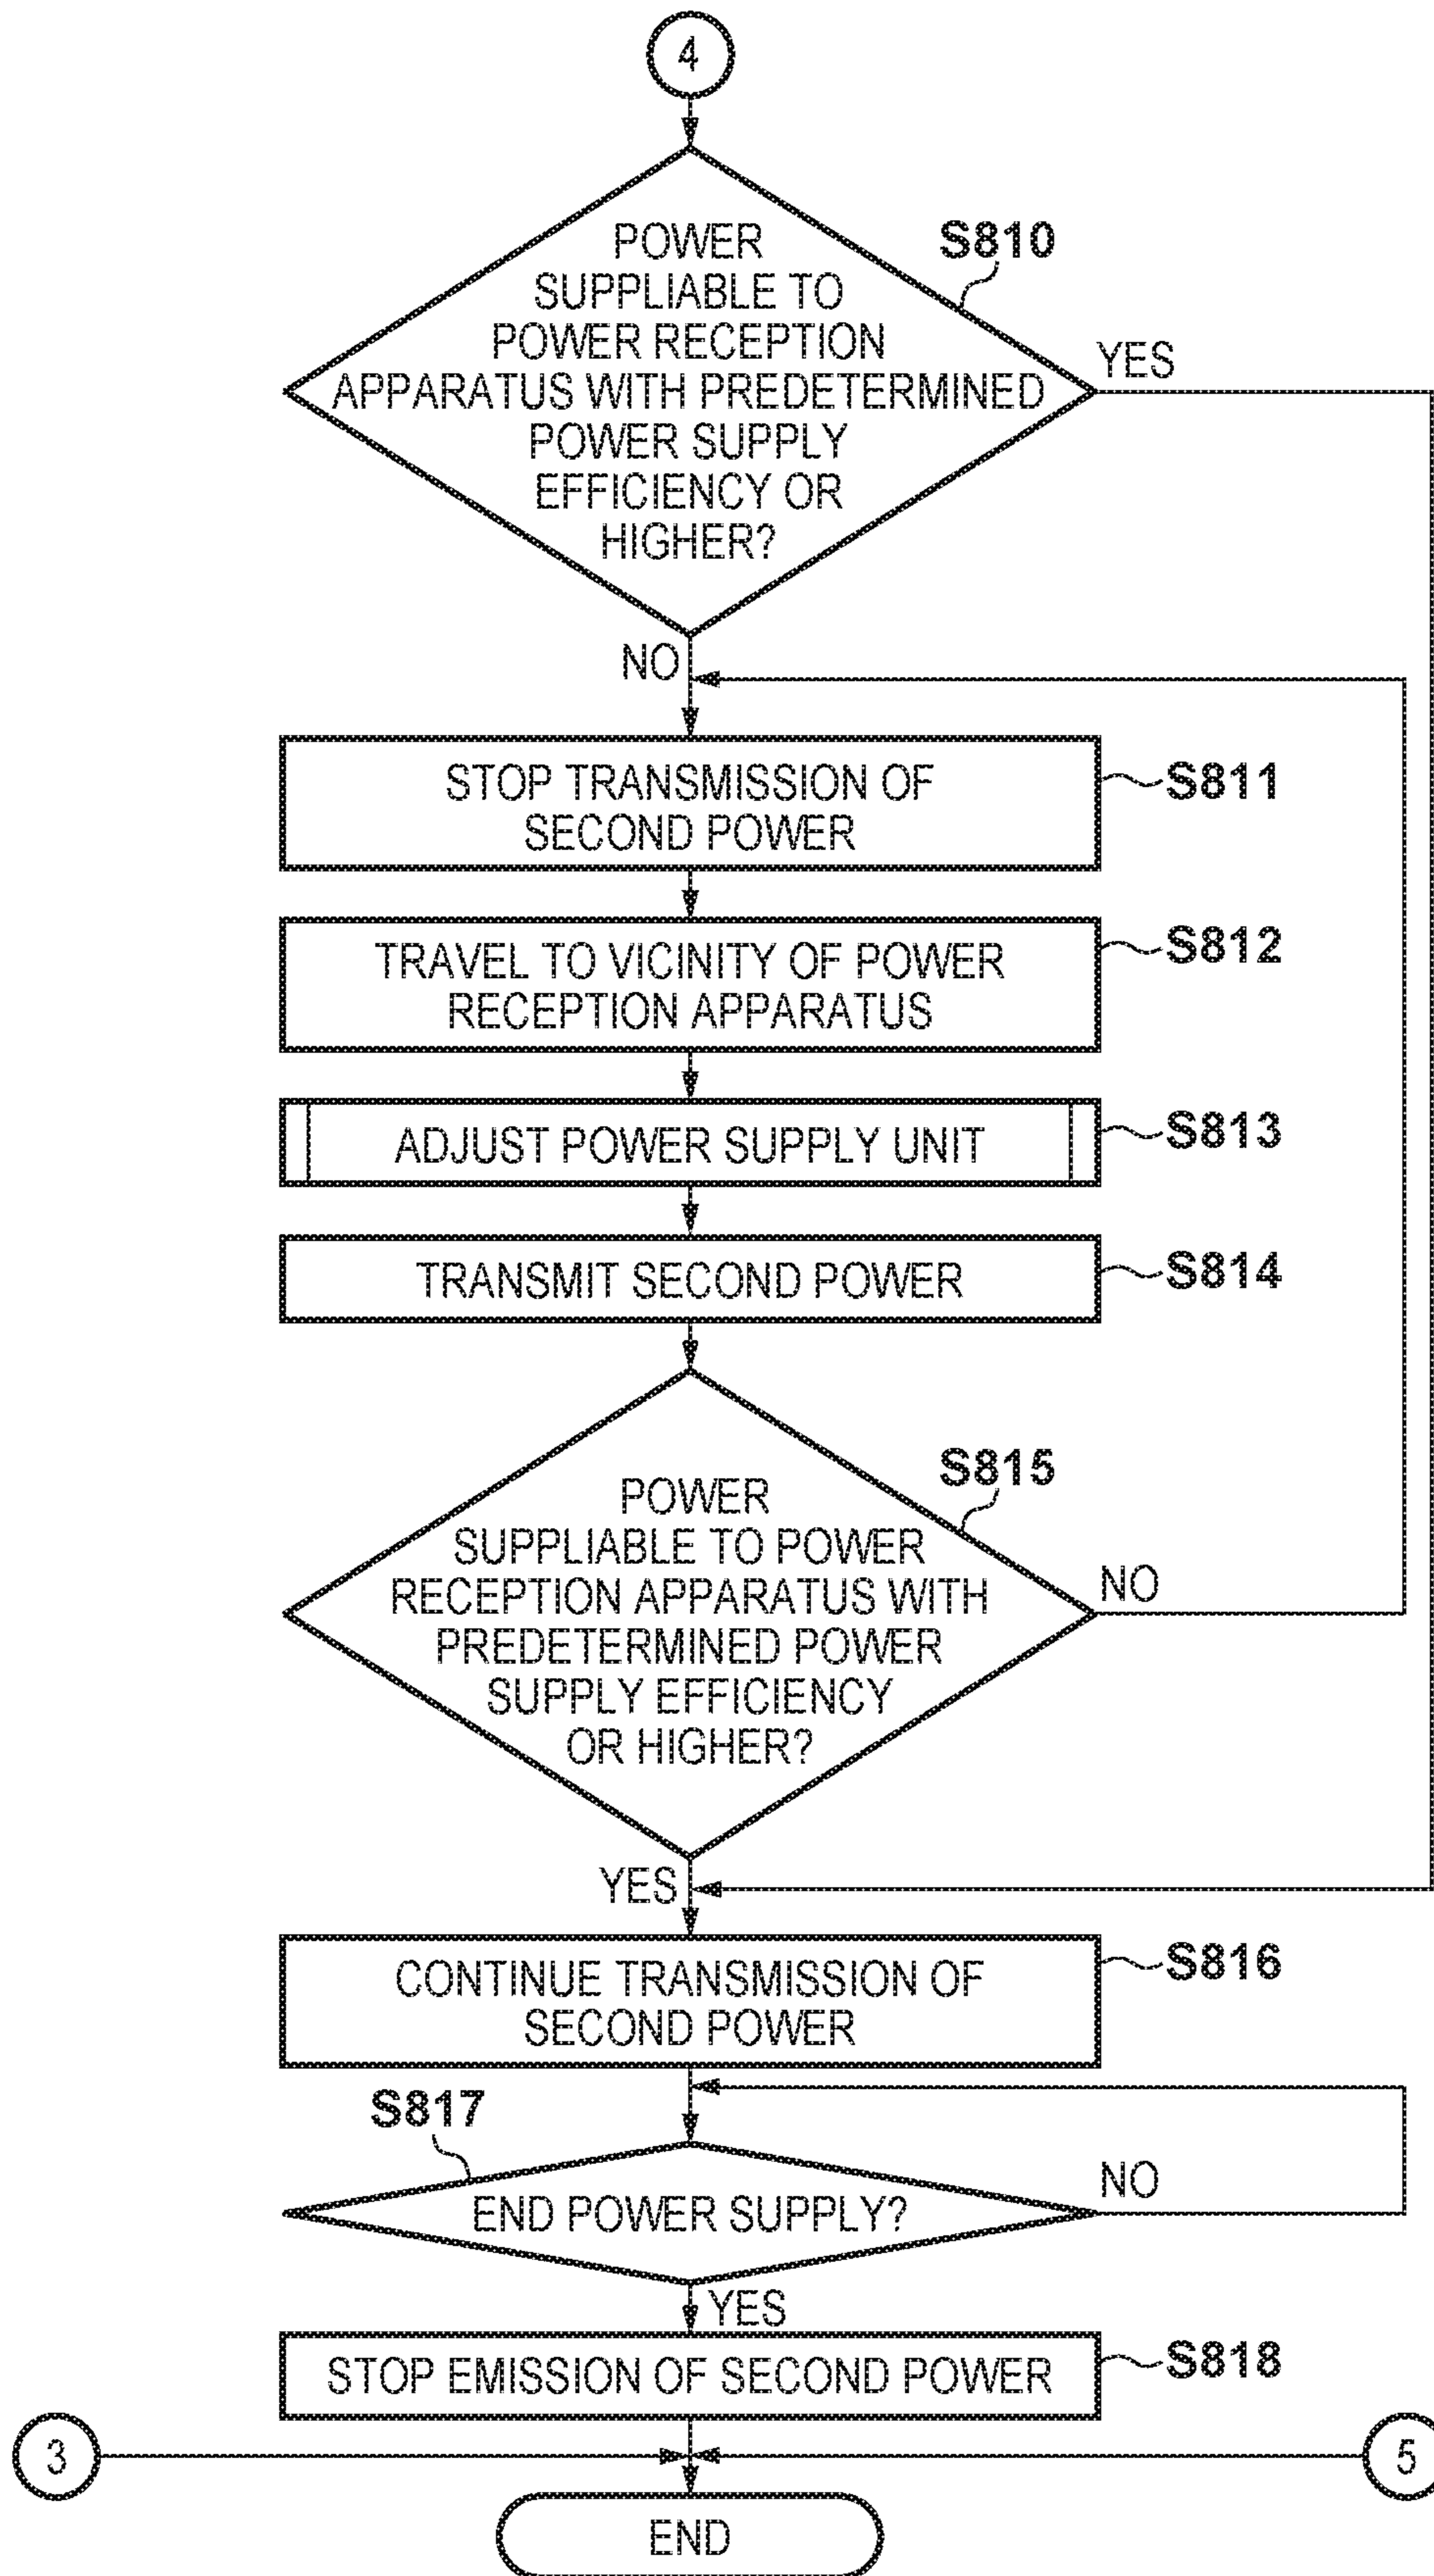 4
POWER
SUPPLIABLE TO
POWER RECEPTION
APPARATUS WITH PREDETERMINED
POWER SUPPLY
EFFICIENCY OR
HIGHER?
S810
YES
NO
STOP TRANSMISSION OF
SECOND POWER
S811
TRAVEL TO VICINITY OF POWER
RECEPTION APPARATUS
S812
ADJUST POWER SUPPLY UNIT
S813
TRANSMIT SECOND POWER
S814
POWER
SUPPLIABLE TO POWER
RECEPTION APPARATUS WITH
PREDETERMINED POWER
SUPPLY EFFICIENCY
OR HIGHER?
S815
NO
YES
CONTINUE TRANSMISSION OF
SECOND POWER
S816
S817
END POWER SUPPLY?
NO
YES
STOP EMISSION OF SECOND POWER
S818
3
5
END